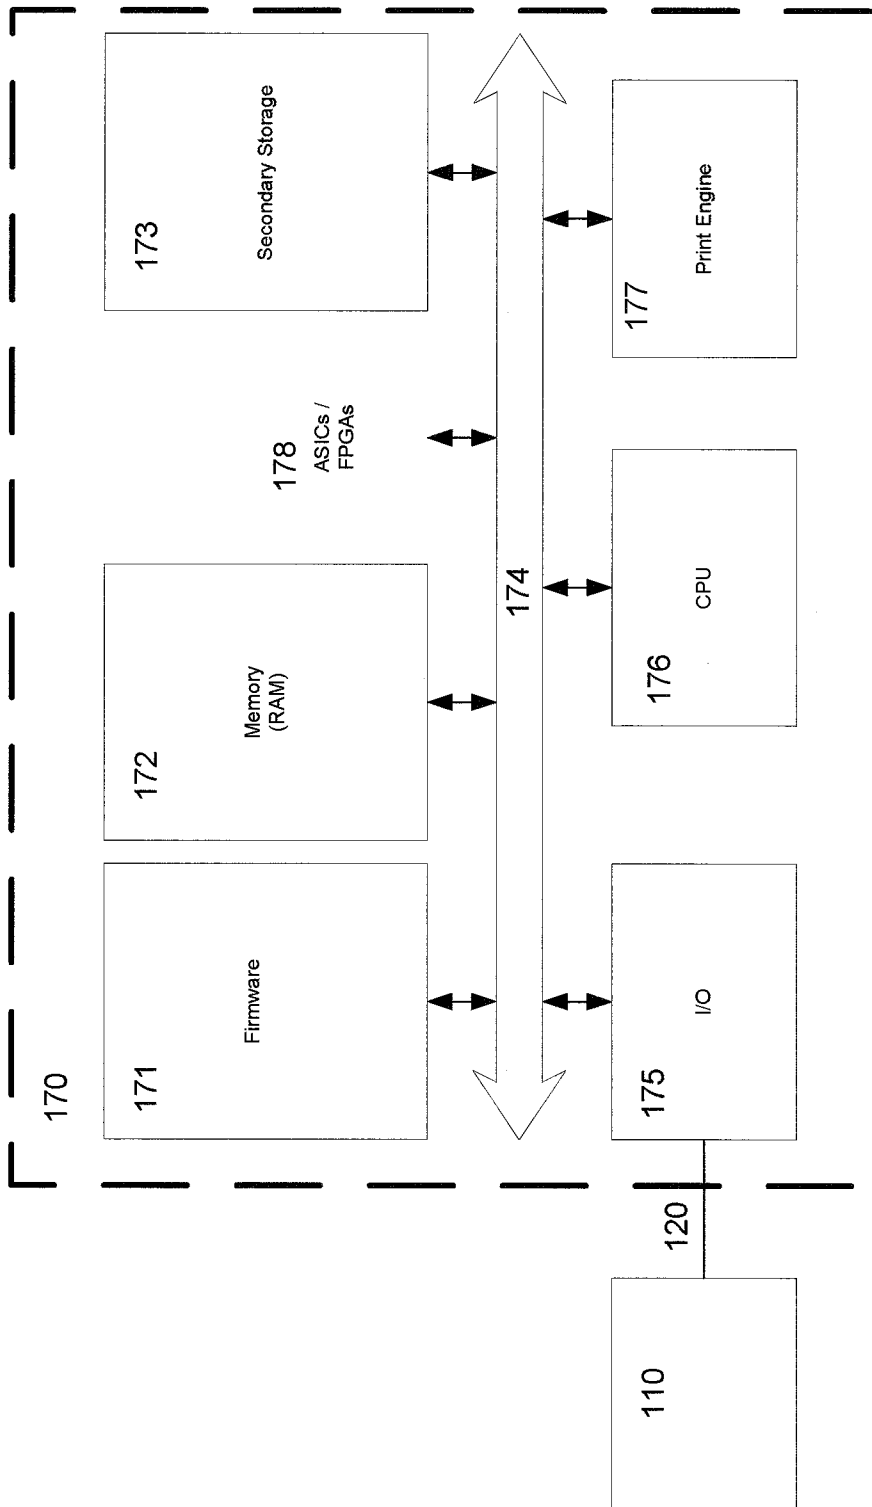 170
171
Firmware
172
Memory
(RAM)
178
ASICs /
FPGAs
173
Secondary Storage
174
110
120
175
I/O
176
CPU
177
Print Engine